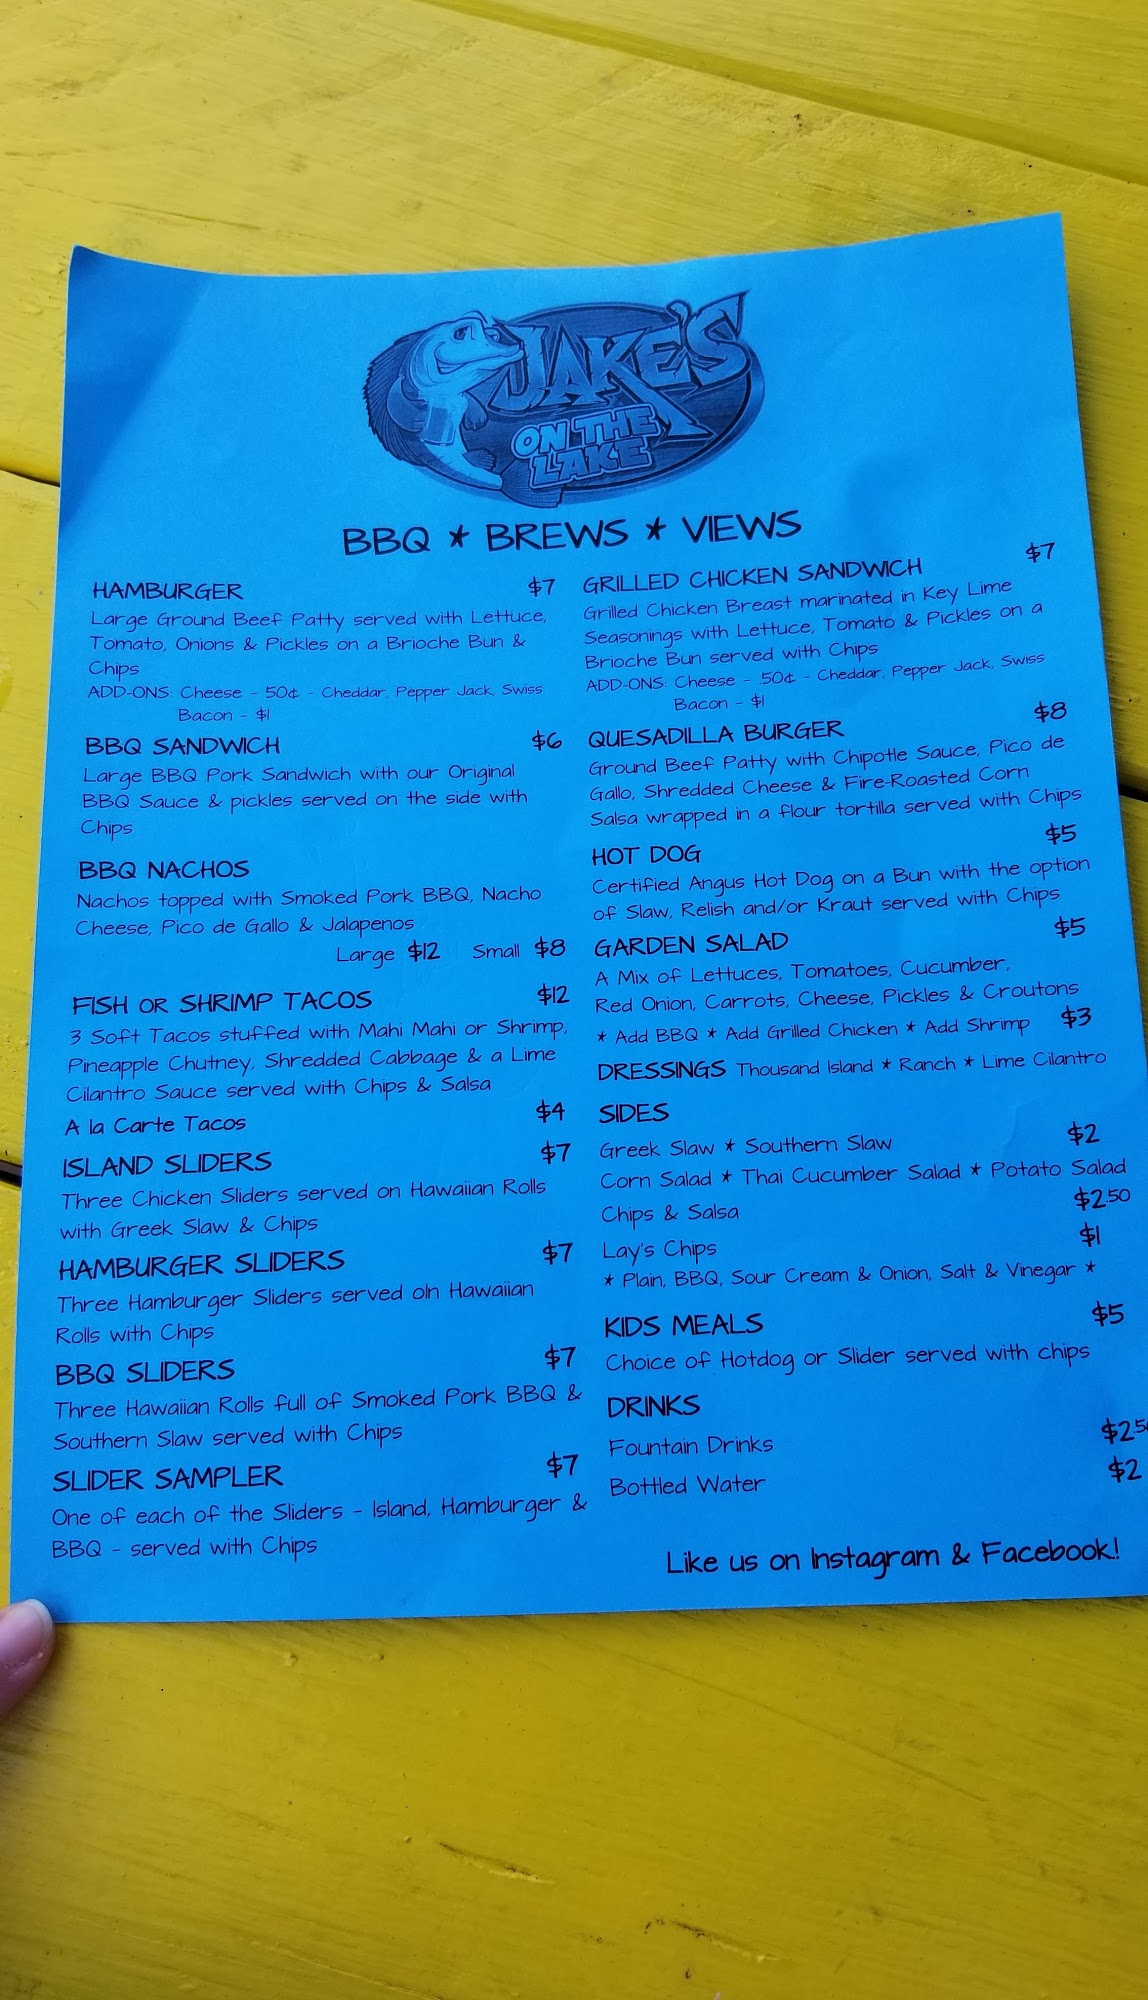 JAKE'S
ON THE
LAKE
BBQ * BREWS * VIEWS
HAMBURGER $7
Large Ground Beef Patty served with Lettuce,
Tomato, Onions & Pickles on a Brioche Bun &
Chips
ADD-ONS: Cheese - 50¢ - Cheddar, Pepper Jack, Swiss
Bacon - $1
BBQ SANDWICH $6
Large BBQ Pork Sandwich with our Original
BBQ Sauce & pickles served on the side with
Chips
BBQ NACHOS
Nachos topped with Smoked Pork BBQ, Nacho
Cheese, Pico de Gallo & Jalapenos
Large $12 Small $8
FISH OR SHRIMP TACOS $12
3 Soft Tacos stuffed with Mahi Mahi or Shrimp,
Pineapple Chutney, Shredded Cabbage & a Lime
Cilantro Sauce served with Chips & Salsa
A la Carte Tacos $4
ISLAND SLIDERS $7
Three Chicken Sliders served on Hawaiian Rolls
with Greek Slaw & Chips
HAMBURGER SLIDERS $7
Three Hamburger Sliders served oln Hawaiian
Rolls with Chips
BBQ SLIDERS $7
Three Hawaiian Rolls full of Smoked Pork BBQ &
Southern Slaw served with Chips
SLIDER SAMPLER $7
One of each of the Sliders - Island, Hamburger &
BBQ - served with Chips
GRILLED CHICKEN SANDWICH $7
Grilled Chicken Breast marinated in Key Lime
Seasonings with Lettuce, Tomato & Pickles on a
Brioche Bun served with Chips
ADD-ONS: Cheese - .50¢ - Cheddar, Pepper Jack, Swiss
Bacon - $1
QUESADILLA BURGER $8
Ground Beef Patty with Chipotle Sauce, Pico de
Gallo, Shredded Cheese & Fire-Roasted Corn
Salsa wrapped in a flour tortilla served with Chips
HOT DOG $5
Certified Angus Hot Dog on a Bun with the option
of Slaw, Relish and/or Kraut served with Chips
GARDEN SALAD $5
A Mix of Lettuces, Tomatoes, Cucumber,
Red Onion, Carrots, Cheese, Pickles & Croutons
* Add BBQ * Add Grilled Chicken * Add Shrimp $3
DRESSINGS Thousand Island * Ranch * Lime Cilantro
SIDES
Greek Slaw * Southern Slaw $2
Corn Salad * Thai Cucumber Salad * Potato Salad
Chips & Salsa $2.50
Lay's Chips $1
* Plain, BBQ, Sour Cream & Onion, Salt & Vinegar *
KIDS MEALS $5
Choice of Hotdog or Slider served with chips
DRINKS
Fountain Drinks $2.50
Bottled Water $2
Like us on Instagram & Facebook!